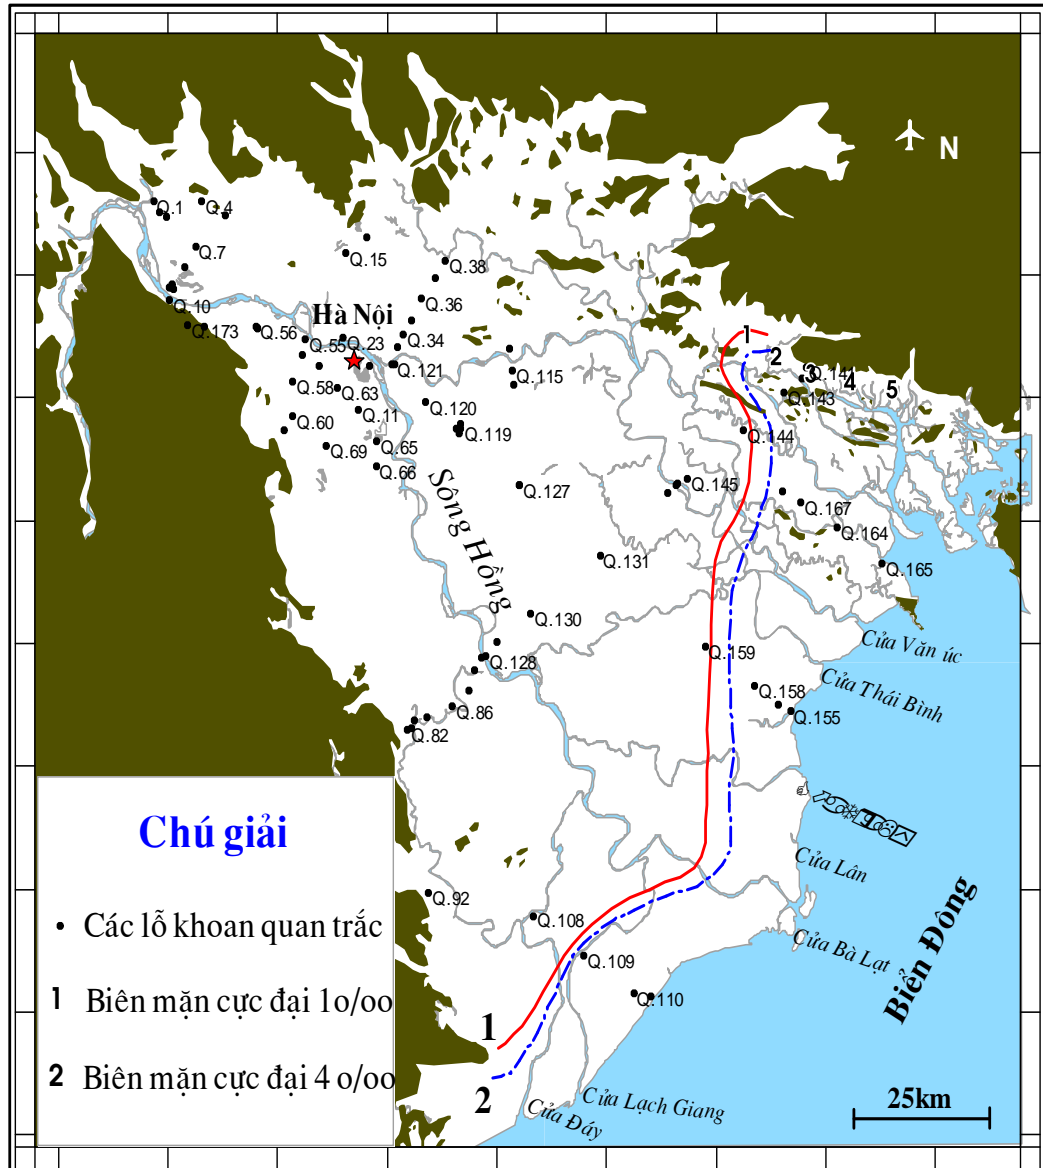 N
Q.1
Q.4
Q.7
Q.15
Q.38
Q.10
Q.36
Q.173
Q.56
Hà Nội
Q.55
Q.23
Q.34
Q.121
Q.115
Q.58
Q.63
Q.11
Q.120
Q.60
Q.119
Q.69
Q.65
Q.66
1
2
3
Q.141
4
5
Q.143
Q.144
Q.145
Q.127
Q.167
Q.164
Q.165
Sông Hồng
Q.131
Q.130
Q.128
Q.159
Cửa Văn úc
Q.158
Cửa Thái Bình
Q.155
Q.86
Q.82
Cửa Lân
Q.92
Q.108
Q.109
Q.110
Cửa Bà Lạt
Biển Đông
1
2
Cửa Lạch Giang
Cửa Đáy
25km
Chú giải
Các lỗ khoan quan trắc
1 Biên mặn cực đại 1o/oo
2 Biên mặn cực đại 4 o/oo